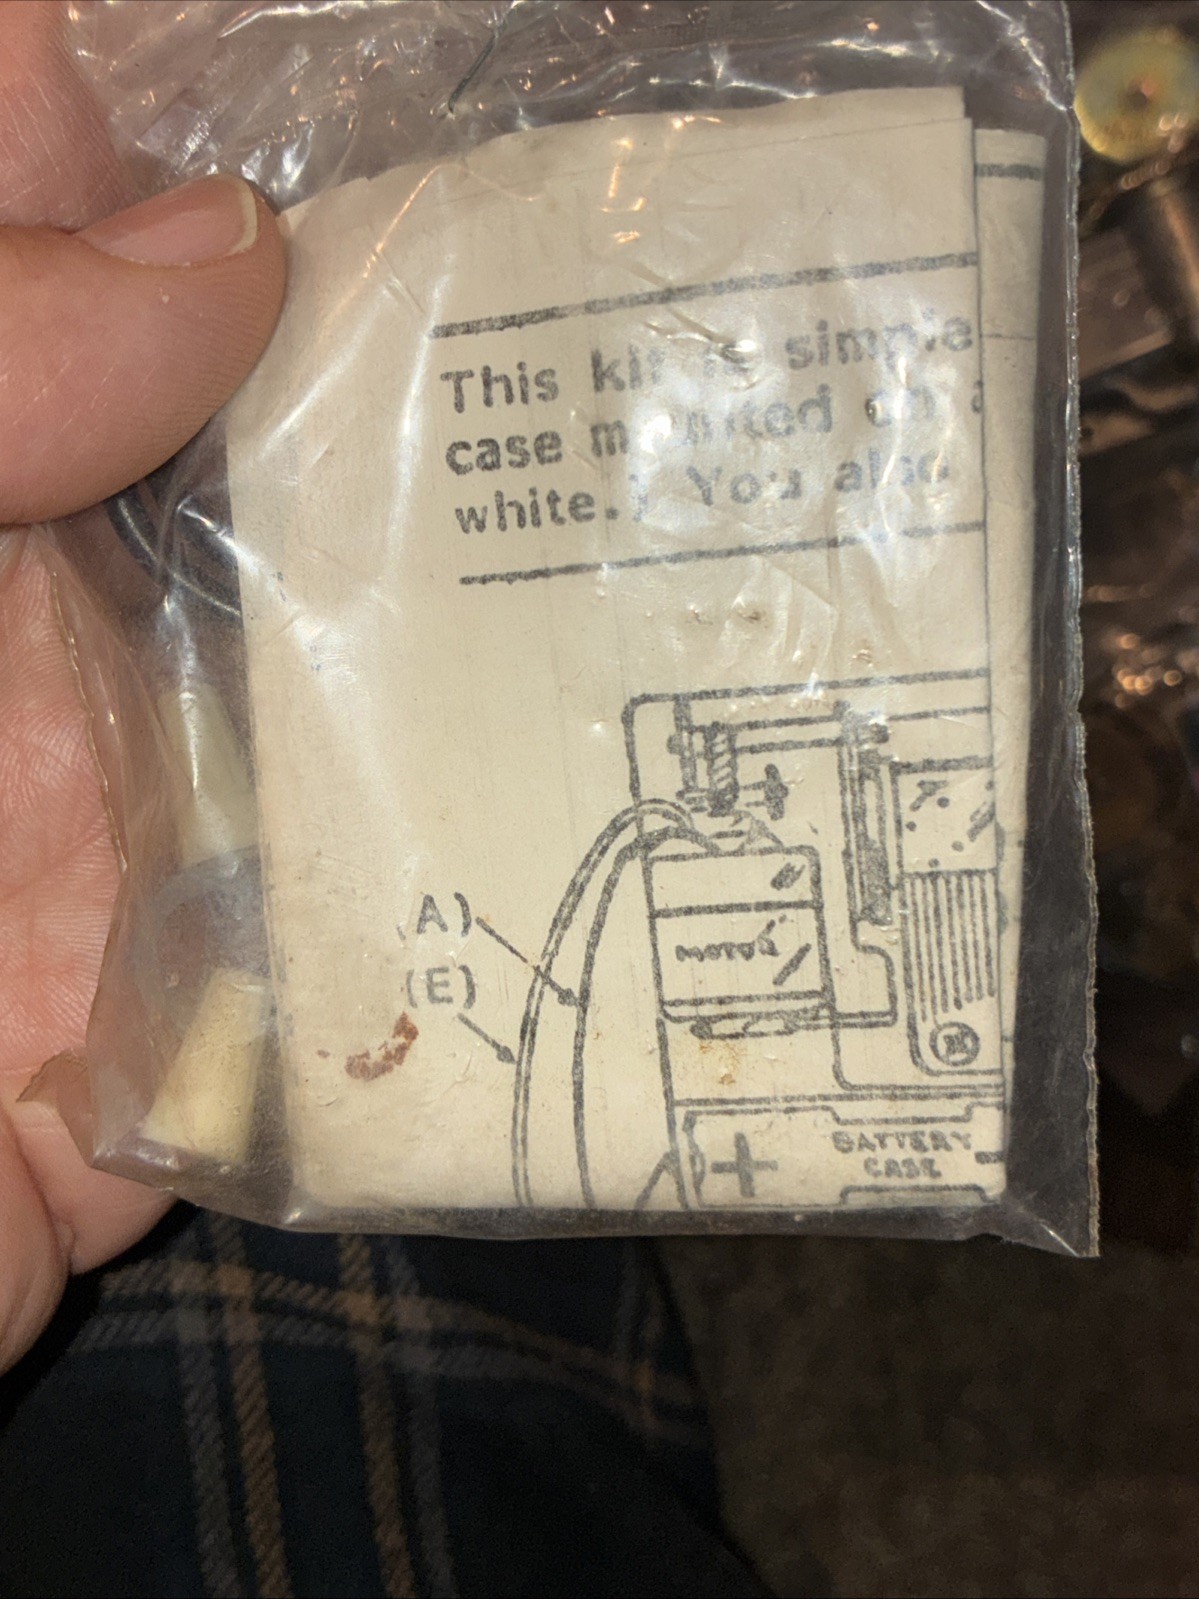 This kit is simple
case mounted on a
white.) You also
(A)
(E)
MOTOR
+
BATTERY
CASE